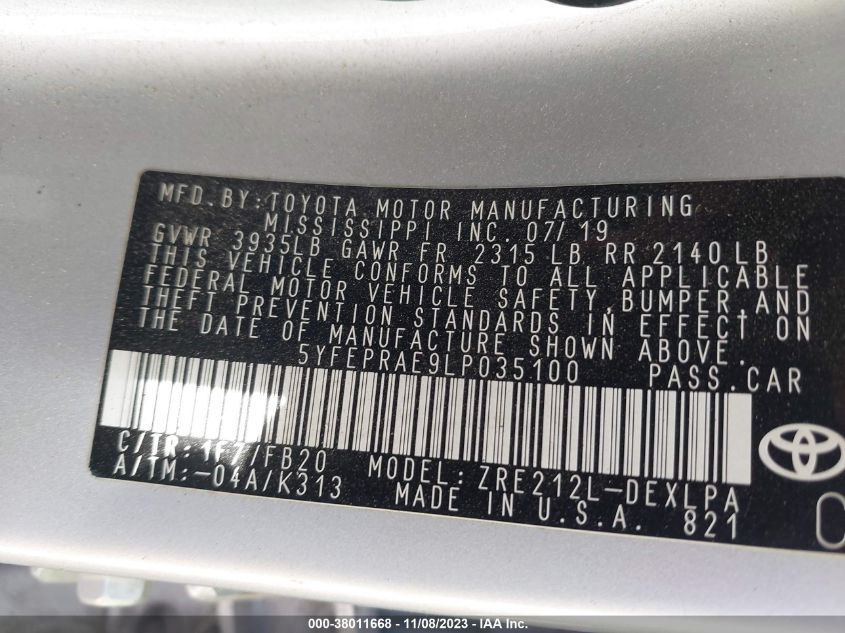 MFD.BY:TOYOTA MOTOR MANUFACTURING
MISSISSIPPI INC. 07/19
GVWR 3935LB GAWR FR 2315LB RR 2140LB
THIS VEHICLE CONFORMS TO ALL APPLICABLE
FEDERAL MOTOR VEHICLE SAFETY,BUMPER,AND
THEFT PREVENTION STANDARDS IN EFFECT ON
THE DATE OF MANUFACTURE SHOWN ABOVE.
5YFEPRAE9LP035100 PASS.CAR
C/TR: 1F7/FB20
A/TM:-04A/K313
MODEL: ZRE212L-DEXLPA
MADE IN U.S.A. 821
C
000-38011668 - 11/08/2023 - IAA Inc.